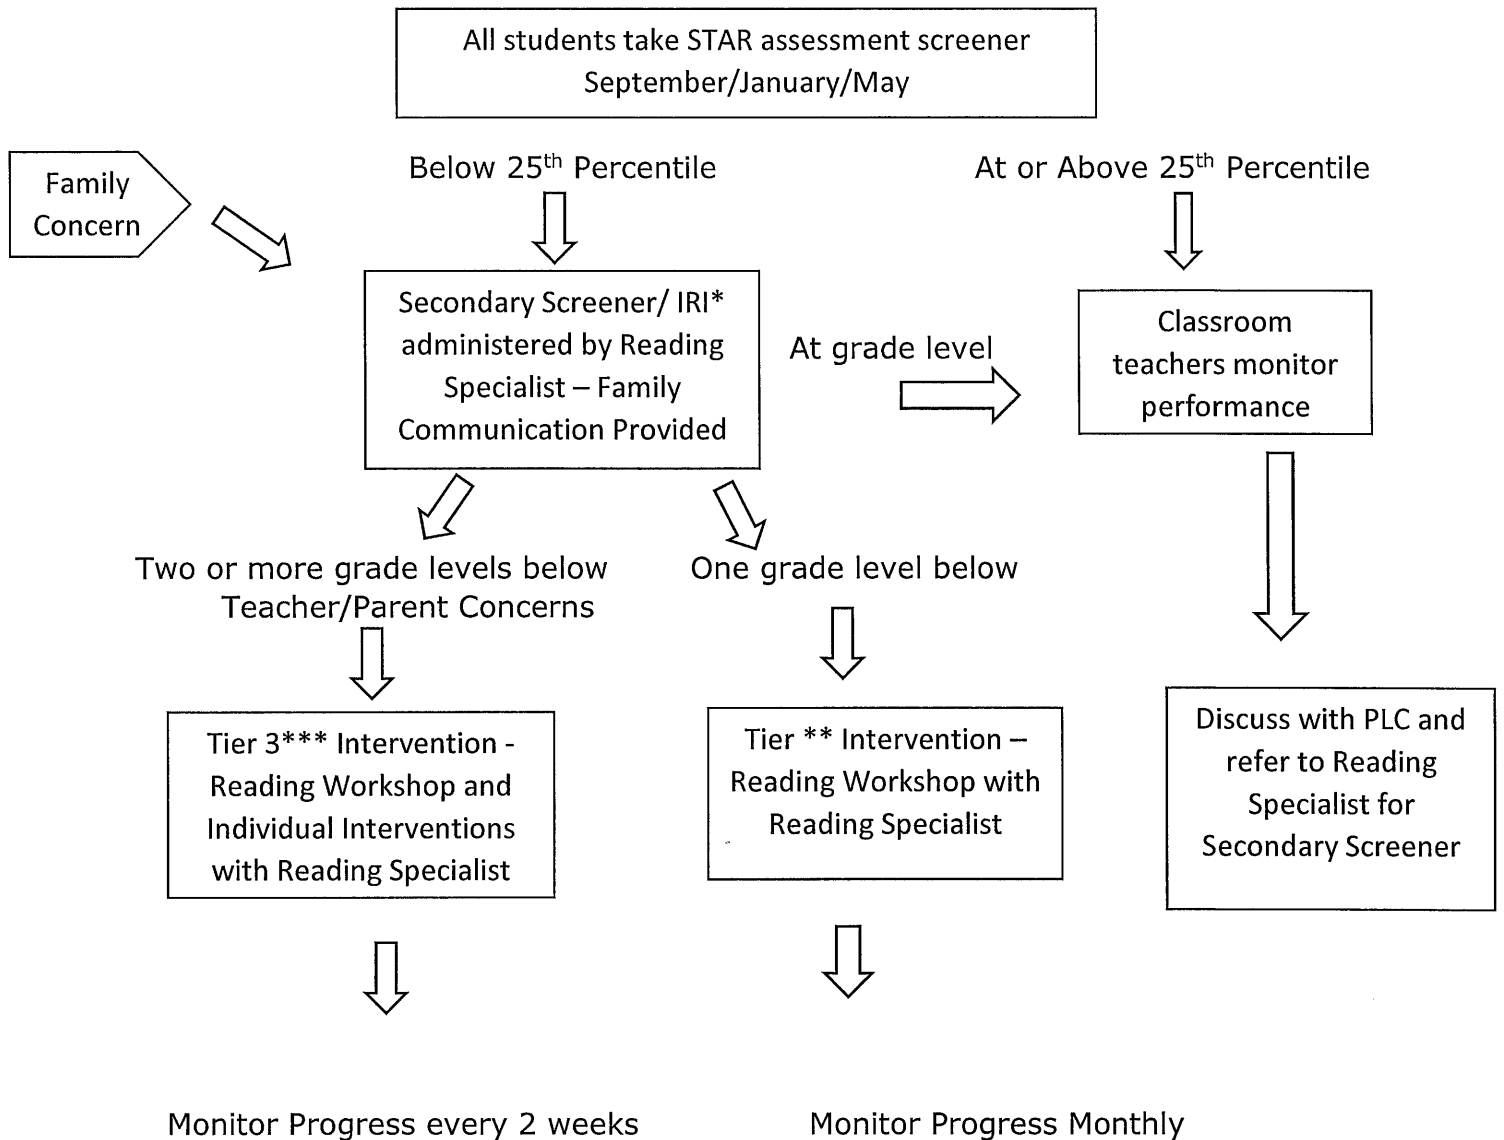 All students take STAR assessment screener
September/January/May
Family
Concern
Below 25th Percentile
At or Above 25th Percentile
Secondary Screener/ IRI*
administered by Reading
Specialist – Family
Communication Provided
At grade level
Classroom
teachers monitor
performance
Two or more grade levels below
Teacher/Parent Concerns
One grade level below
Tier 3*** Intervention -
Reading Workshop and
Individual Interventions
with Reading Specialist
Tier ** Intervention –
Reading Workshop with
Reading Specialist
Discuss with PLC and
refer to Reading
Specialist for
Secondary Screener
Monitor Progress every 2 weeks
Monitor Progress Monthly